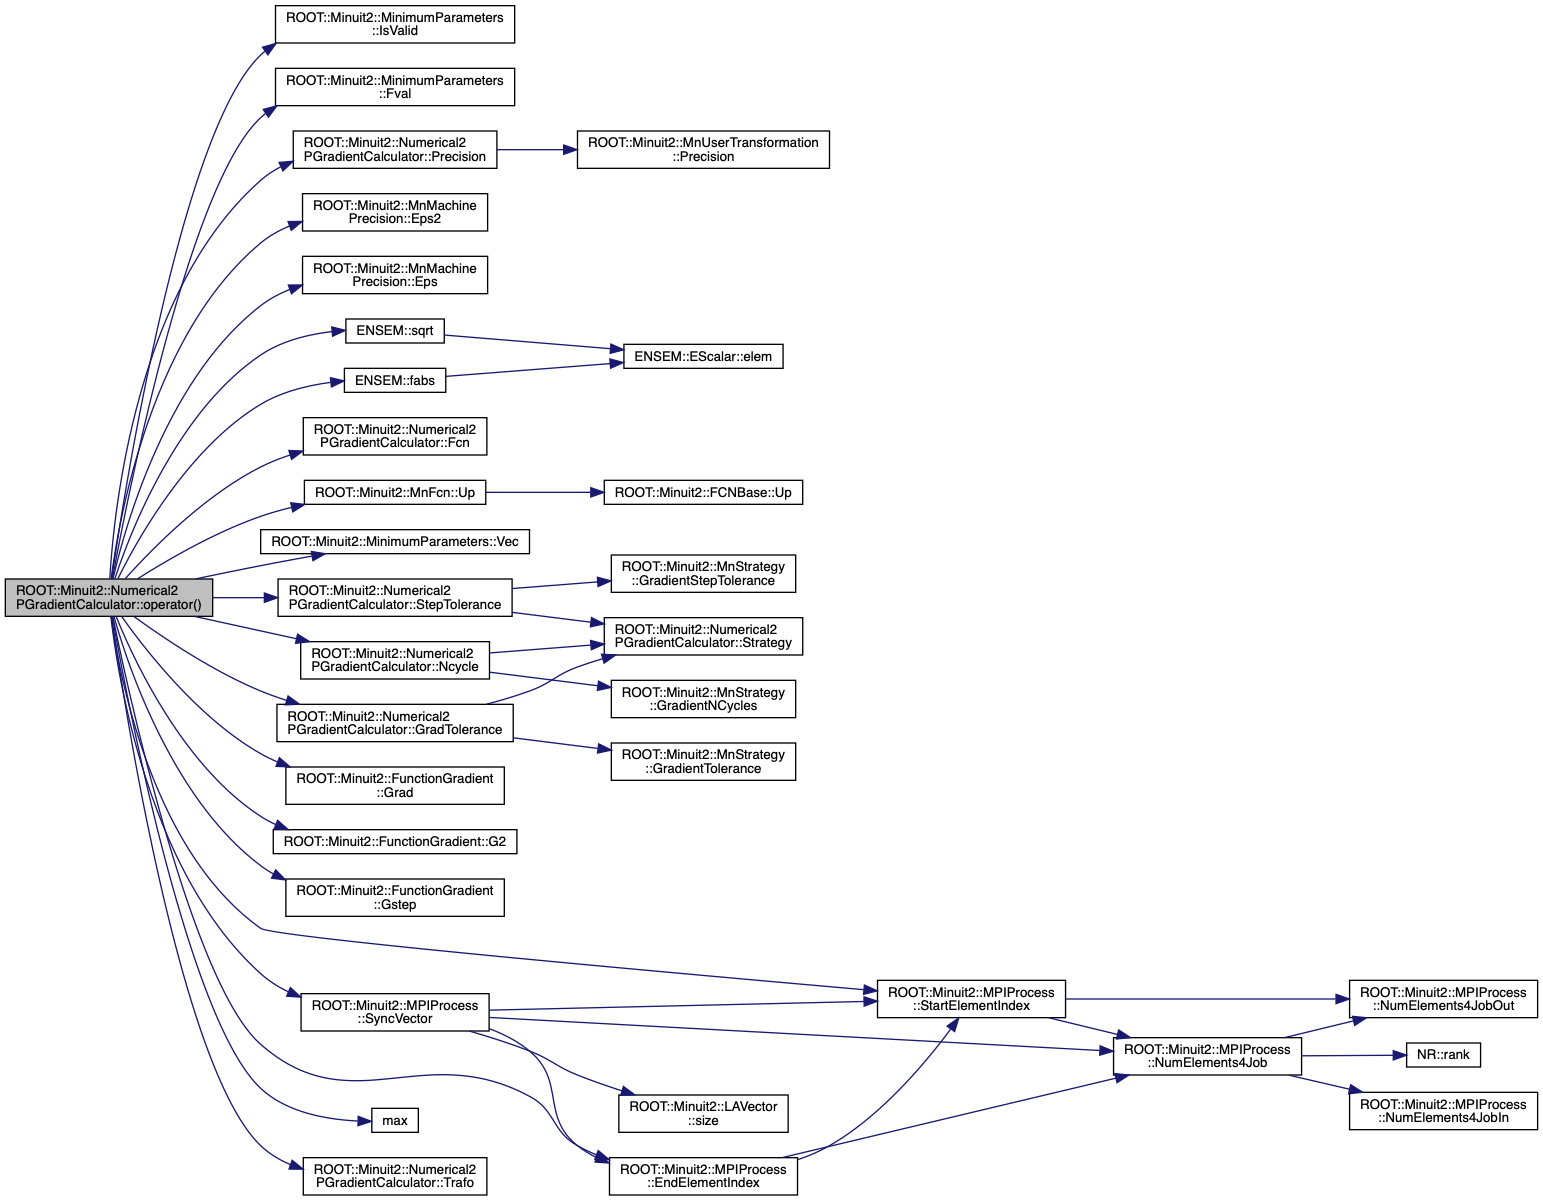 ROOT::Minuit2::MinimumParameters
::IsValid
ROOT::Minuit2::MinimumParameters
::Fval
ROOT::Minuit2::Numerical2
PGradientCalculator::Precision
ROOT::Minuit2::MnUserTransformation
::Precision
ROOT::Minuit2::MnMachine
Precision::Eps2
ROOT::Minuit2::MnMachine
Precision::Eps
ENSEM::sqrt
ENSEM::EScalar::elem
ENSEM::fabs
ROOT::Minuit2::Numerical2
PGradientCalculator::Fcn
ROOT::Minuit2::MnFcn::Up
ROOT::Minuit2::FCNBase::Up
ROOT::Minuit2::MinimumParameters::Vec
ROOT::Minuit2::Numerical2
PGradientCalculator::operator()
ROOT::Minuit2::Numerical2
PGradientCalculator::StepTolerance
ROOT::Minuit2::MnStrategy
::GradientStepTolerance
ROOT::Minuit2::Numerical2
PGradientCalculator::Strategy
ROOT::Minuit2::Numerical2
PGradientCalculator::Ncycle
ROOT::Minuit2::MnStrategy
::GradientNCycles
ROOT::Minuit2::Numerical2
PGradientCalculator::GradTolerance
ROOT::Minuit2::MnStrategy
::GradientTolerance
ROOT::Minuit2::FunctionGradient
::Grad
ROOT::Minuit2::FunctionGradient::G2
ROOT::Minuit2::FunctionGradient
::Gstep
ROOT::Minuit2::MPIProcess
::SyncVector
ROOT::Minuit2::MPIProcess
::StartElementIndex
ROOT::Minuit2::MPIProcess
::NumElements4JobOut
ROOT::Minuit2::MPIProcess
::NumElements4Job
NR::rank
ROOT::Minuit2::MPIProcess
::NumElements4JobIn
ROOT::Minuit2::LAVector
::size
max
ROOT::Minuit2::MPIProcess
::EndElementIndex
ROOT::Minuit2::Numerical2
PGradientCalculator::Trafo